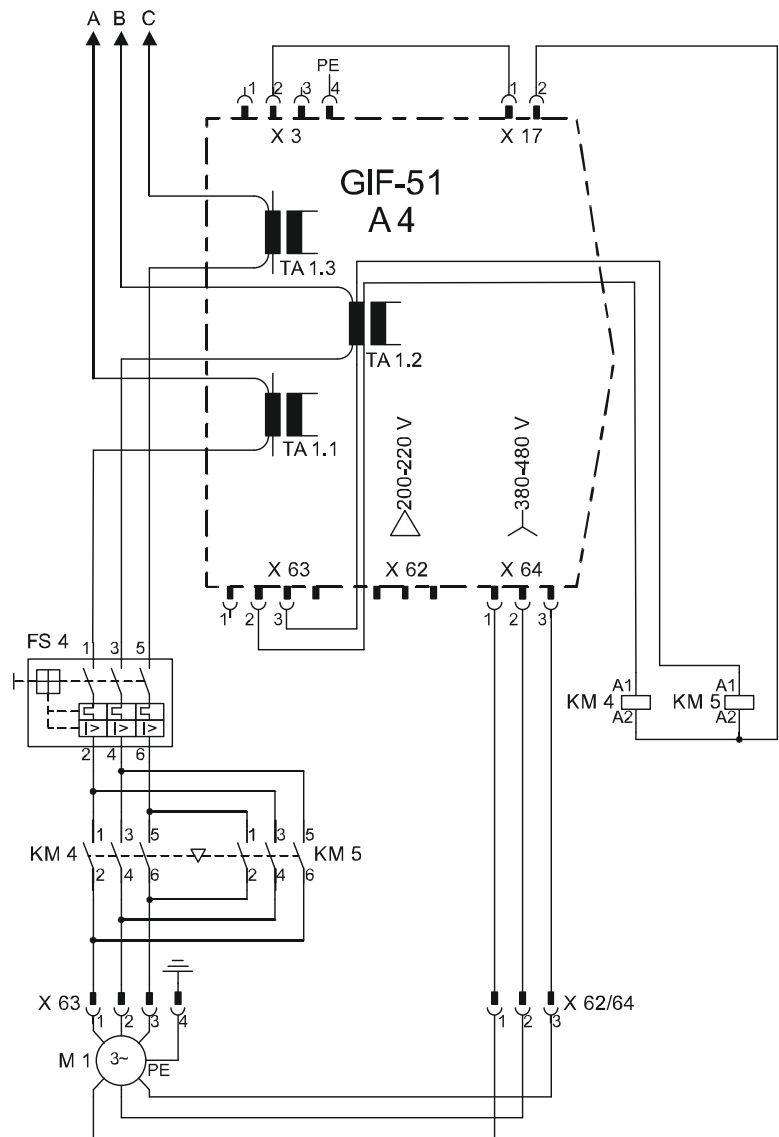 A B C
PE
1 2 3 4 1 2
X 3 X 17
GIF-51
A 4
TA 1.3
TA 1.2
TA 1.1
200-220 V 380-480 V
X 63 X 62 X 64
1 2 3 1 2 3
FS 4 1 3 5
A1 A1
KM 4 KM 5
A2 A2
I> I> I>
2 4 6
1 3 5 1 3 5
KM 4 KM 5
2 4 6 2 4 6
X 63 X 62/64
1 2 3 4 1 2 3
M 1 3~ PE